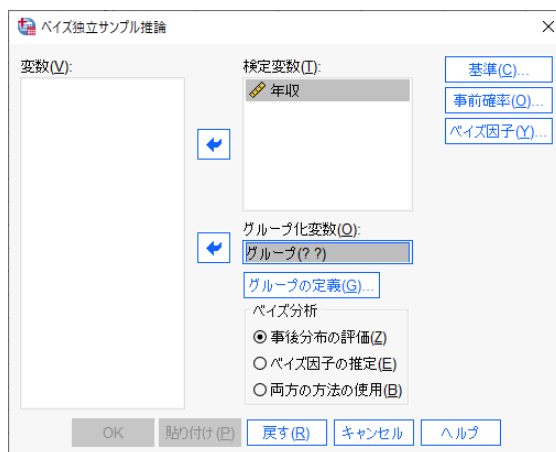 ベイズ独立サンプル推論
変数(V):
検定変数(T):
年収
基準(C)...
事前確率(O)...
ベイズ因子(Y)...
グループ化変数(O):
グループ(? ?)
グループの定義(G)...
ベイズ分析
事後分布の評価(Z)
ベイズ因子の推定(E)
両方の方法の使用(B)
OK
貼り付け(P)
戻す(R)
キャンセル
ヘルプ